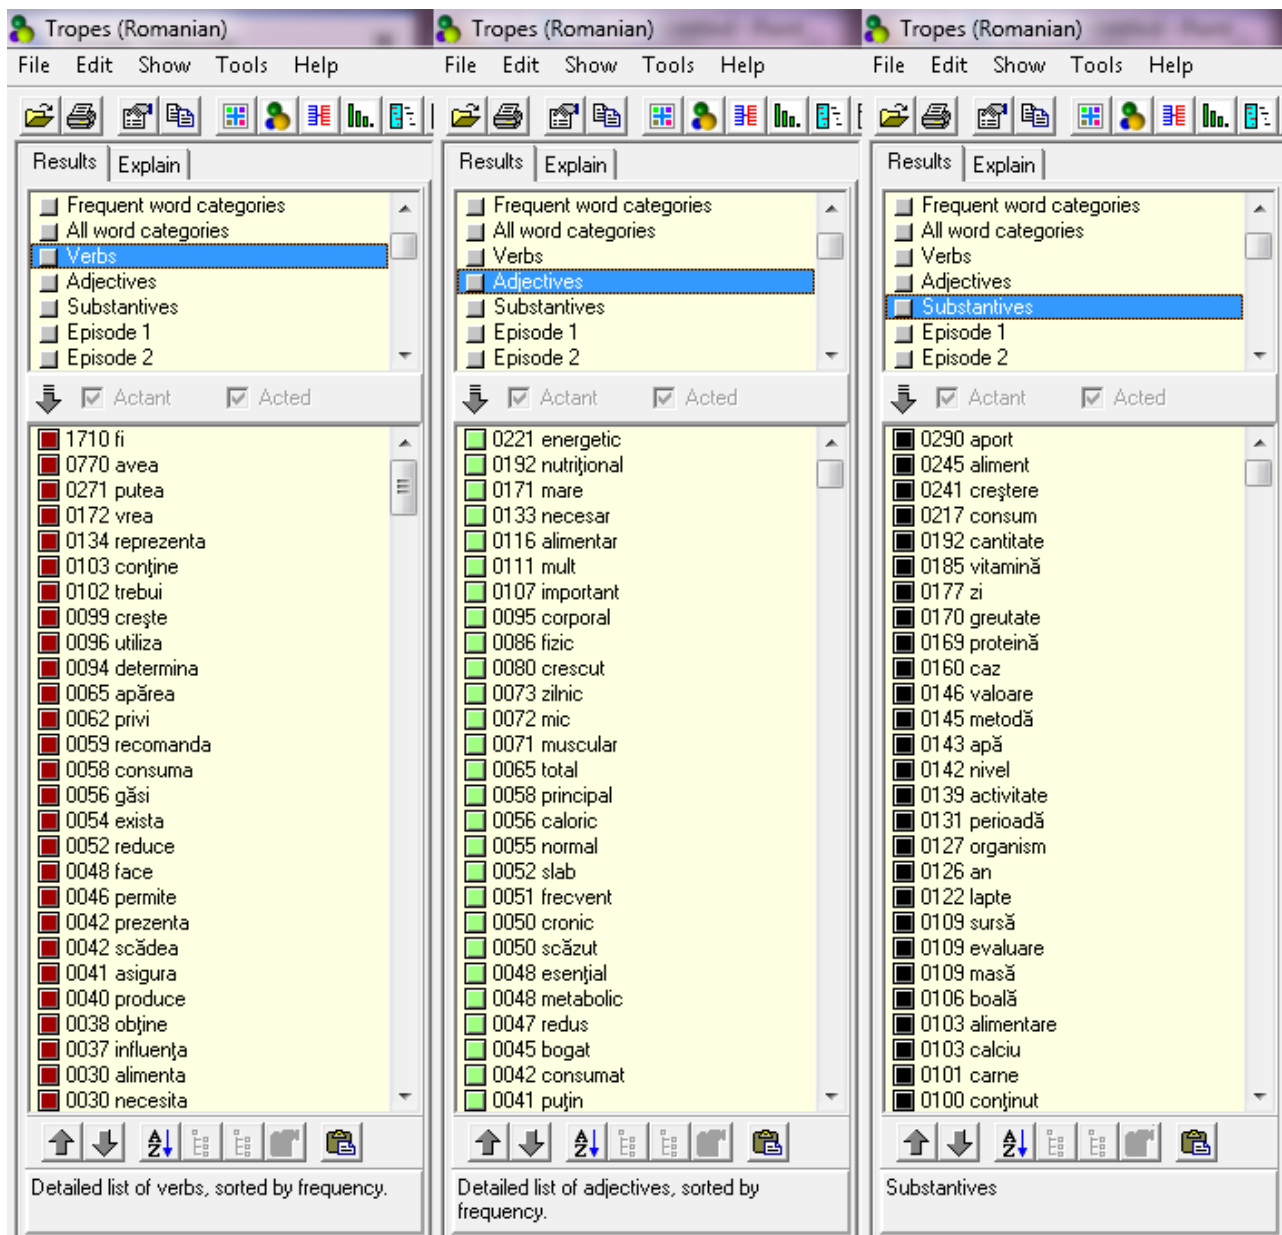 Tropes (Romanian)
File Edit Show Tools Help
Results Explain
Frequent word categories
All word categories
Verbs
Adjectives
Substantives
Episode 1
Episode 2
Actant Acted
1710 fi
0770 avea
0271 putea
0172 vrea
0134 reprezenta
0103 conţine
0102 trebui
0099 creşte
0096 utiliza
0094 determina
0065 apărea
0062 privi
0059 recomanda
0058 consuma
0056 găsi
0054 exista
0052 reduce
0048 face
0046 permite
0042 prezenta
0042 scădea
0041 asigura
0040 produce
0038 obţine
0037 influenţa
0030 alimenta
0030 necesita
Detailed list of verbs, sorted by frequency.
Tropes (Romanian)
File Edit Show Tools Help
Results Explain
Frequent word categories
All word categories
Verbs
Adjectives
Substantives
Episode 1
Episode 2
Actant Acted
0221 energetic
0192 nutriţional
0171 mare
0133 necesar
0116 alimentar
0111 mult
0107 important
0095 corporal
0086 fizic
0080 crescut
0073 zilnic
0072 mic
0071 muscular
0065 total
0058 principal
0056 caloric
0055 normal
0052 slab
0051 frecvent
0050 cronic
0050 scăzut
0048 esenţial
0048 metabolic
0047 redus
0045 bogat
0042 consumat
0041 puţin
Detailed list of adjectives, sorted by
frequency.
Tropes (Romanian)
File Edit Show Tools Help
Results Explain
Frequent word categories
All word categories
Verbs
Adjectives
Substantives
Episode 1
Episode 2
Actant Acted
0290 aport
0245 aliment
0241 creştere
0217 consum
0192 cantitate
0185 vitamină
0177 zi
0170 greutate
0169 proteină
0160 caz
0146 valoare
0145 metodă
0143 apă
0142 nivel
0139 activitate
0131 perioadă
0127 organism
0126 an
0122 lapte
0109 sursă
0109 evaluare
0109 masă
0106 boală
0103 alimentare
0103 calciu
0101 carne
0100 conţinut
Substantives